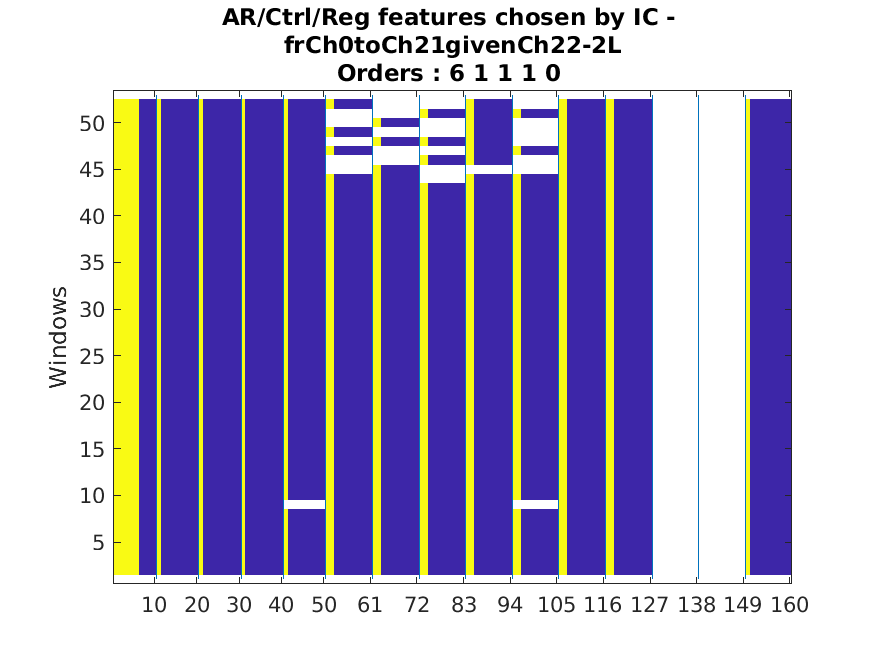 AR/Ctrl/Reg features chosen by IC -
frCh0toCh21givenCh22-2L
Orders : 6 1 1 1 0
Windows
50
45
40
35
30
25
20
15
10
5
10 20 30 40 50 61 72 83 94 105 116 127 138 149 160